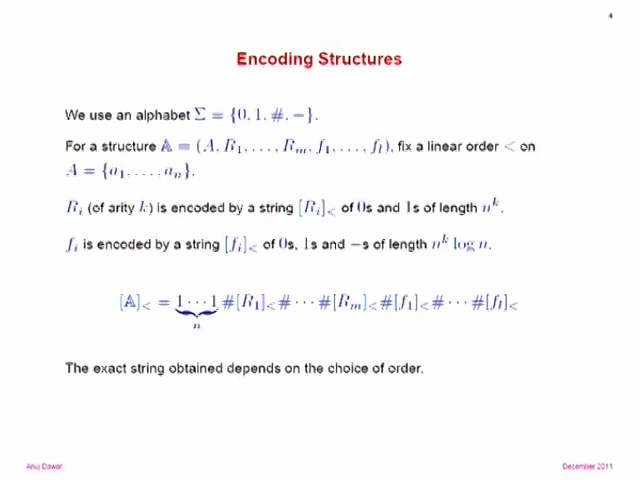 4
Encoding Structures
We use an alphabet Σ = {0, 1, #, −}.
For a structure 𝔸 = (A, R₁, . . . , Rₘ, f₁, . . . , fₗ), fix a linear order < on
A = {a₁, . . . , aₙ}.
Rᵢ (of arity k) is encoded by a string [Rᵢ]< of 0s and 1s of length nᵏ.
fᵢ is encoded by a string [fᵢ]< of 0s, 1s and −s of length nᵏ log n.
[𝔸]< = 1 · · · 1 #[R₁]<# · · · #[Rₘ]<#[f₁]<# · · · #[fₗ]<
n
The exact string obtained depends on the choice of order.
Anuj Dawar December 2011